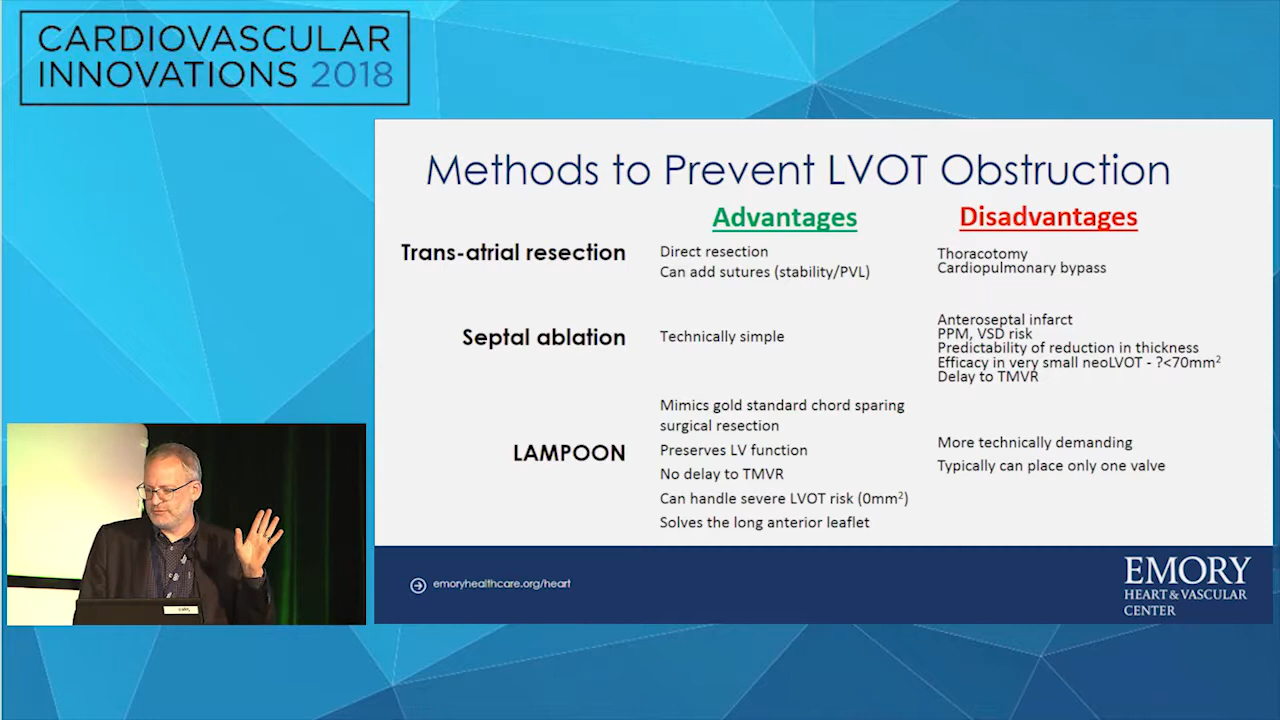 CARDIOVASCULAR
INNOVATIONS 2018
Methods to Prevent LVOT Obstruction
Advantages
Disadvantages
Trans-atrial resection
Direct resection
Can add sutures (stability/PVL)
Thoracotomy
Cardiopulmonary bypass
Septal ablation
Technically simple
Anteroseptal infarct
PPM, VSD risk
Predictability of reduction in thickness
Efficacy in very small neoLVOT - ?<70mm²
Delay to TMVR
LAMPOON
Mimics gold standard chord sparing
surgical resection
Preserves LV function
No delay to TMVR
Can handle severe LVOT risk (0mm²)
Solves the long anterior leaflet
More technically demanding
Typically can place only one valve
emoryhealthcare.org/heart
EMORY
HEART & VASCULAR
CENTER